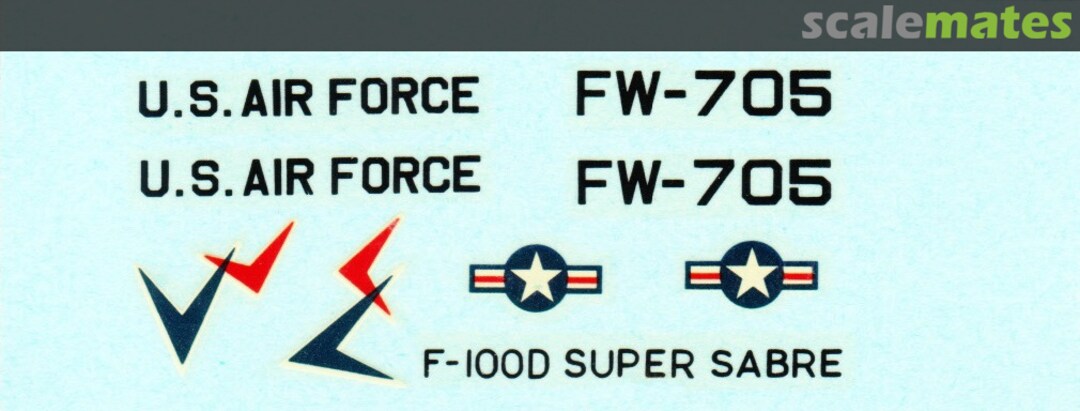 scalemates
U.S. AIR FORCE
FW-705
U.S. AIR FORCE
FW-705
F-100D SUPER SABRE